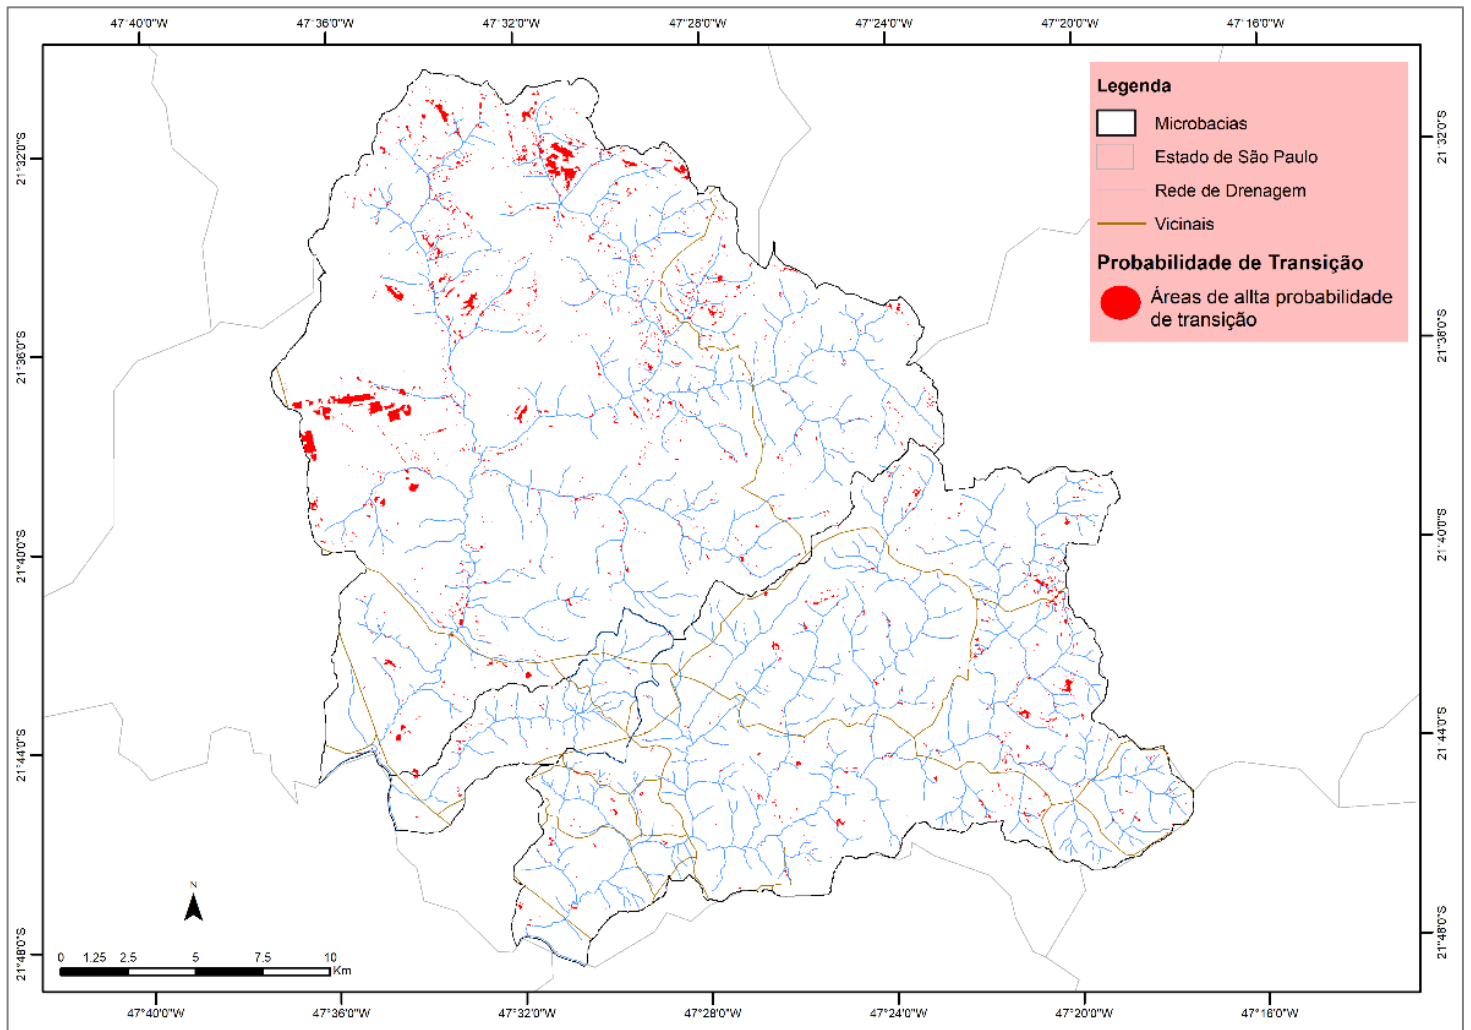 47°40'0"W 47°36'0"W 47°32'0"W 47°28'0"W 47°24'0"W 47°20'0"W 47°16'0"W
Legenda
Microbacias
Estado de São Paulo
Rede de Drenagem
Vicinais
Probabilidade de Transição
Áreas de allta probabilidade
de transição
21°32'0"S
21°36'0"S
21°40'0"S
21°44'0"S
21°48'0"S
21°32'0"S
21°36'0"S
21°40'0"S
21°44'0"S
21°48'0"S
N
0 1.25 2.5 5 7.5 10
Km
47°40'0"W 47°36'0"W 47°32'0"W 47°28'0"W 47°24'0"W 47°20'0"W 47°16'0"W